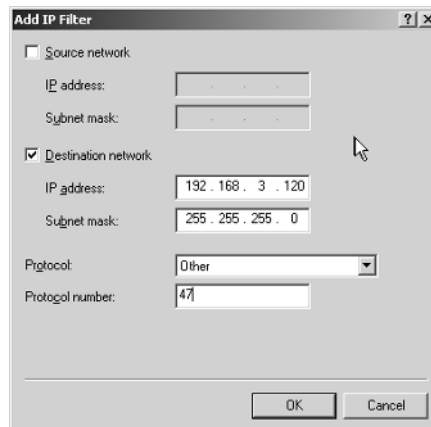 Add IP Filter
Source network
IP address:
Subnet mask:
Destination network
IP address: 192 . 168 . 3 . 120
Subnet mask: 255 . 255 . 255 . 0
Protocol: Other
Protocol number: 47
OK Cancel